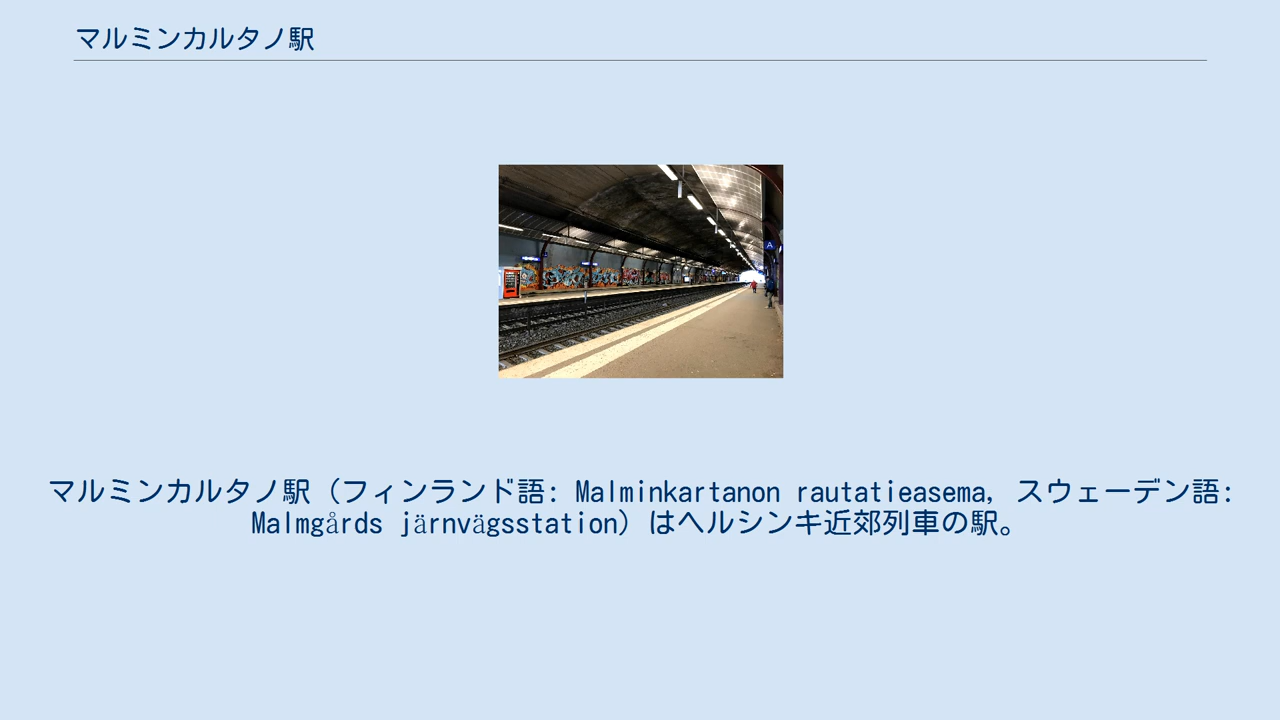 マルミンカルタノ駅
A
マルミンカルタノ駅（フィンランド語: Malminkartanon rautatieasema, スウェーデン語:
Malmgårds järnvägsstation）はヘルシンキ近郊列車の駅。